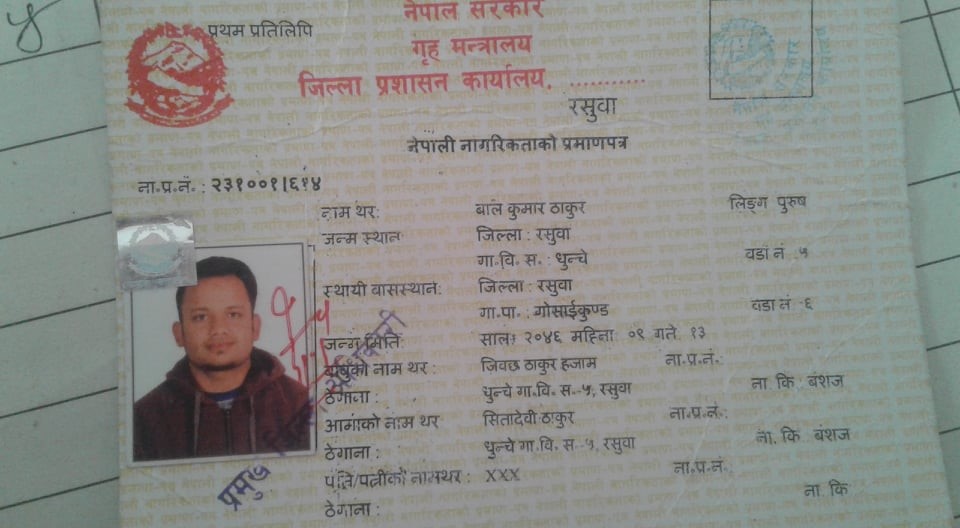 ४
प्रथम प्रतिलिपि
नेपाल सरकार
गृह मन्त्रालय
जिल्ला प्रशासन कार्यालय, ............
रसुवा
नेपाली नागरिकताको प्रमाणपत्र
ना.प्र.नं. : २३१००१/६१४
नाम थर: बाल कुमार ठाकुर लिङ्ग पुरुष
जन्म स्थान जिल्ला : रसुवा
गा.वि.स. : धुन्चे वडा नं .५
स्थायी बासस्थान: जिल्ला : रसुवा
गा.पा. : गोसाईकुण्ड वडा नं -६
जन्म मिति: साल: २०४६ महिना: ०९ गते १३
बाबुको नाम थर : जिवछ ठाकुर हजाम ना.प्र.नं.:
ठेगाना : धुन्चे गा.वि. स.-५, रसुवा ना. कि : बंशज
आमाको नाम थर सितादेवी ठाकुर ना.प्र.नं.:
ठेगाना : धुन्चे गा.वि. स.-५, रसुवा ना. कि बंशज
पति/पत्नीको नामथर : XXX ना.प्र.नं.
ठेगाना : ना. कि
प्रमुख जिल्ला अधिकारी